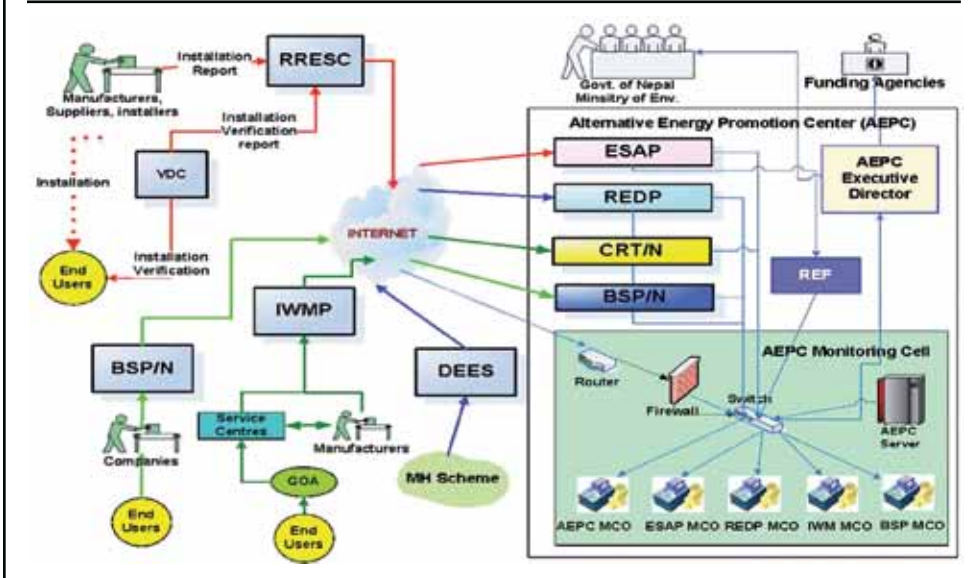 Installation
Report
RRESC
Manufacturers,
Suppliers, installers
Installation
Verification
report
Installation
VDC
Installation
Verification
End
Users
INTERNET
IWMP
BSP/N
Companies
End
Users
Service
Centres
Manufacturers
GOA
End
Users
DEES
MH Scheme
Govt. of Nepal
Minsitry of Env.
Funding Agencies
Alternative Energy Promotion Center (AEPC)
ESAP
REDP
CRT/N
BSP/N
AEPC
Executive
Director
REF
AEPC Monitoring Cell
Router
Firewall
Switch
AEPC
Server
AEPC MCO
ESAP MCO
REDP MCO
IWM MCO
BSP MCO